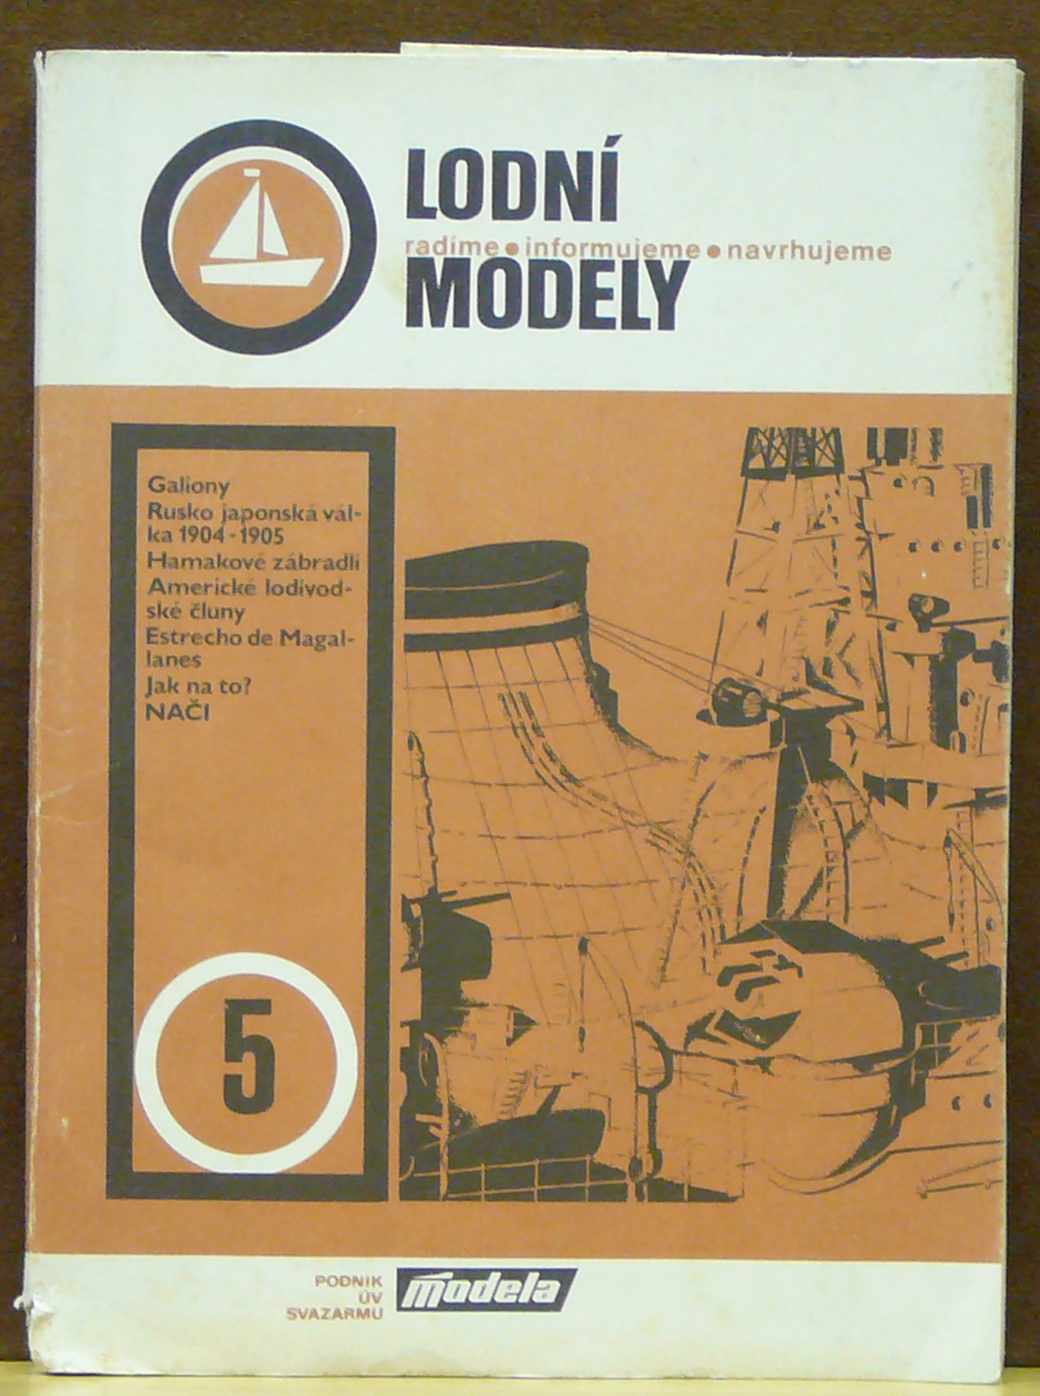 LODNÍ
radíme • informujeme • navrhujeme
MODELY
Galiony
Rusko japonská vál-
ka 1904 - 1905
Hamakové zábradlí
Americké lodivod-
ské čluny
Estrecho de Magal-
lanes
Jak na to?
NAČI
5
PODNIK
ÚV
SVAZARMU
modela